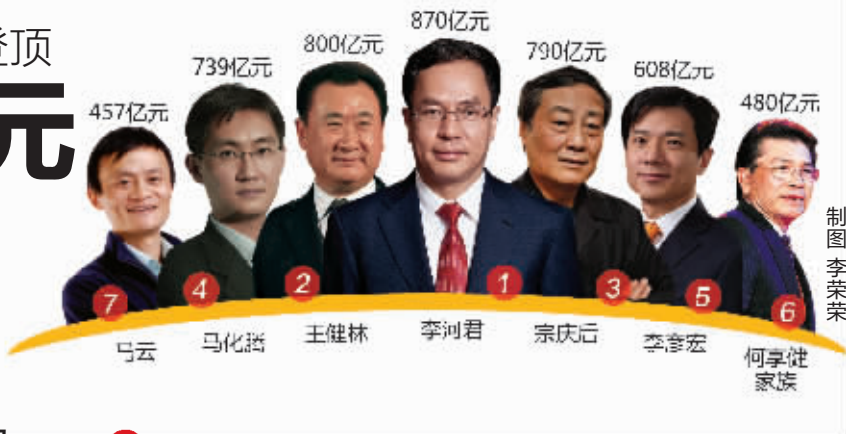 登顶
元
870亿元
800亿元
790亿元
739亿元
608亿元
480亿元
457亿元
7
4
2
1
3
5
6
马云
马化腾
王健林
李河君
宗庆后
李彦宏
何享健
家族
制图 李荣荣